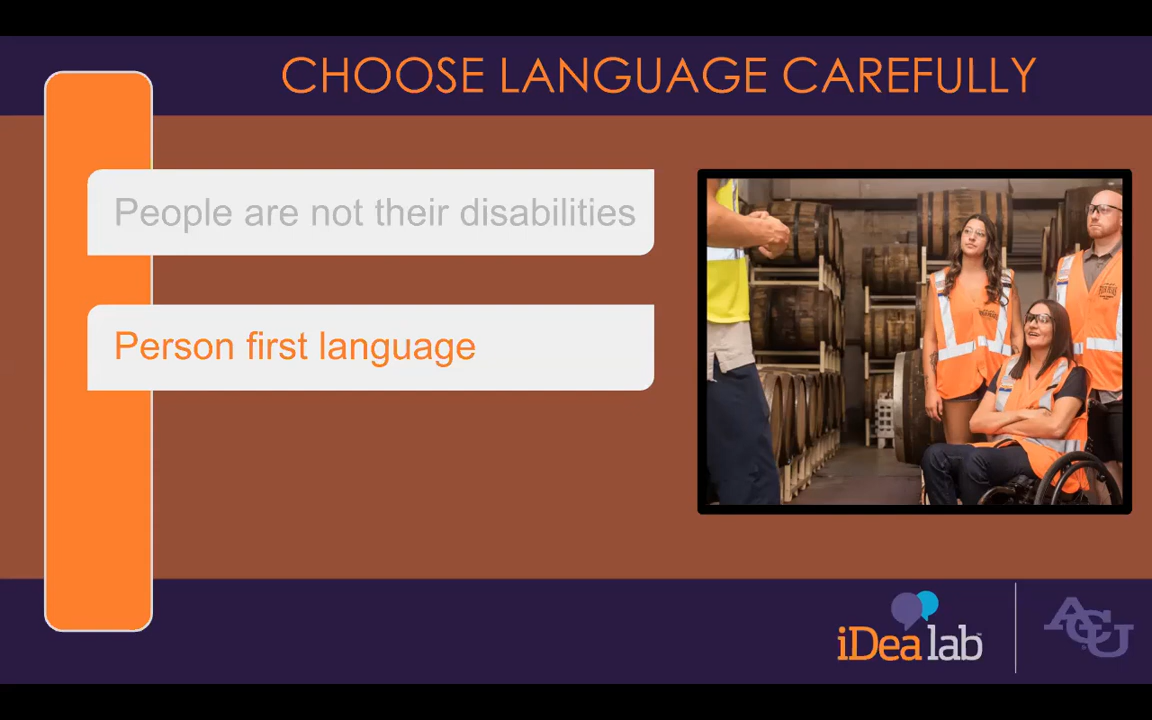 CHOOSE LANGUAGE CAREFULLY
People are not their disabilities
Person first language
iDea lab
ACU